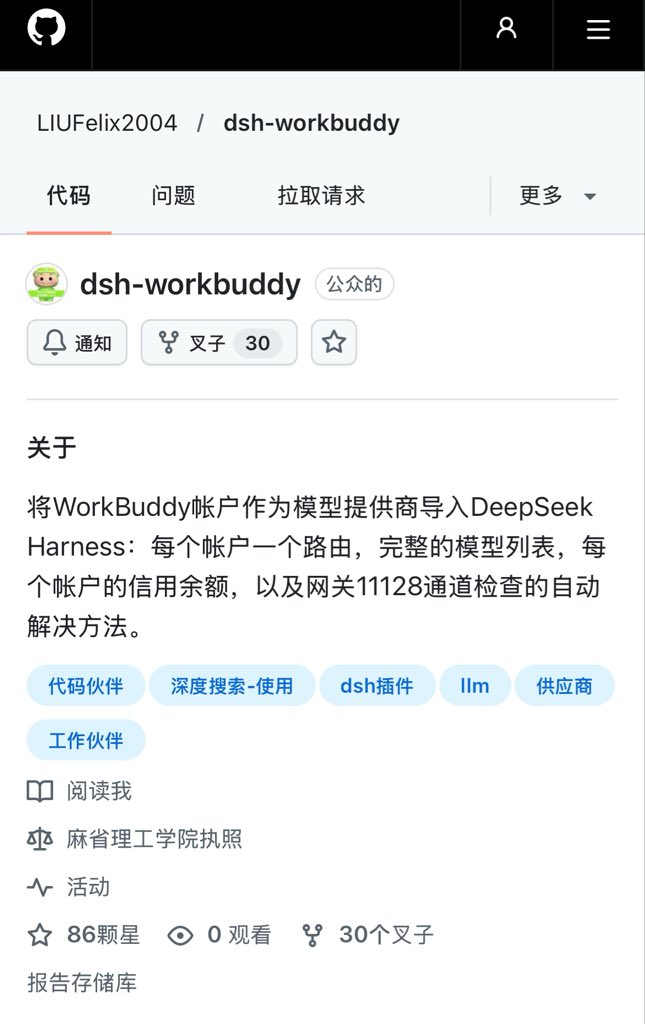 LIUFelix2004 / dsh-workbuddy
代码 问题 拉取请求 更多
dsh-workbuddy 公众的
通知 叉子 30
关于
将WorkBuddy帐户作为模型提供商导入DeepSeek
Harness：每个帐户一个路由，完整的模型列表，每
个帐户的信用余额，以及网关11128通道检查的自动
解决方法。
代码伙伴 深度搜索-使用 dsh插件 llm 供应商
工作伙伴
阅读我
麻省理工学院执照
活动
86颗星 0 观看 30个叉子
报告存储库